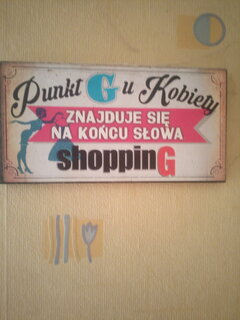 Punkt G u Kobiety
ZNAJDUJE SIĘ
NA KOŃCU SŁOWA
shoppinG